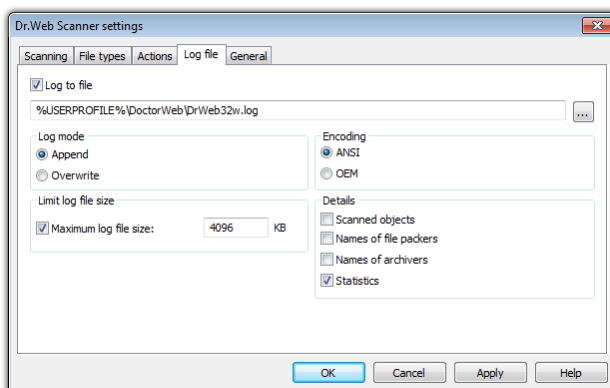 Dr.Web Scanner settings
Scanning File types Actions Log file General
Log to file
%USERPROFILE%\DoctorWeb\DrWeb32w.log
...
Log mode
Append
Overwrite
Encoding
ANSI
OEM
Limit log file size
Maximum log file size: 4096 KB
Details
Scanned objects
Names of file packers
Names of archivers
Statistics
OK Cancel Apply Help